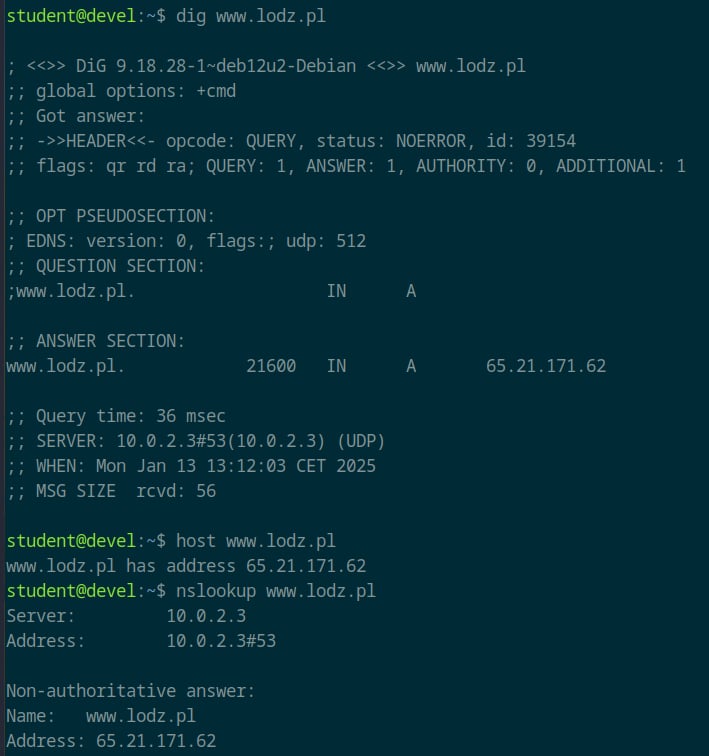 student@devel:~$ dig www.lodz.pl
; <<>> DiG 9.18.28-1~deb12u2-Debian <<>> www.lodz.pl
;; global options: +cmd
;; Got answer:
;; ->>HEADER<<- opcode: QUERY, status: NOERROR, id: 39154
;; flags: qr rd ra; QUERY: 1, ANSWER: 1, AUTHORITY: 0, ADDITIONAL: 1
;; OPT PSEUDOSECTION:
; EDNS: version: 0, flags:; udp: 512
;; QUESTION SECTION:
;www.lodz.pl. IN A
;; ANSWER SECTION:
www.lodz.pl. 21600 IN A 65.21.171.62
;; Query time: 36 msec
;; SERVER: 10.0.2.3#53(10.0.2.3) (UDP)
;; WHEN: Mon Jan 13 13:12:03 CET 2025
;; MSG SIZE  rcvd: 56
student@devel:~$ host www.lodz.pl
www.lodz.pl has address 65.21.171.62
student@devel:~$ nslookup www.lodz.pl
Server: 10.0.2.3
Address: 10.0.2.3#53
Non-authoritative answer:
Name: www.lodz.pl
Address: 65.21.171.62